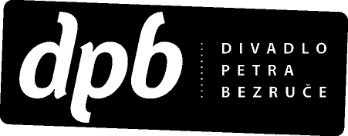 dpb
DIVADLO
PETRA
BEZRUČE